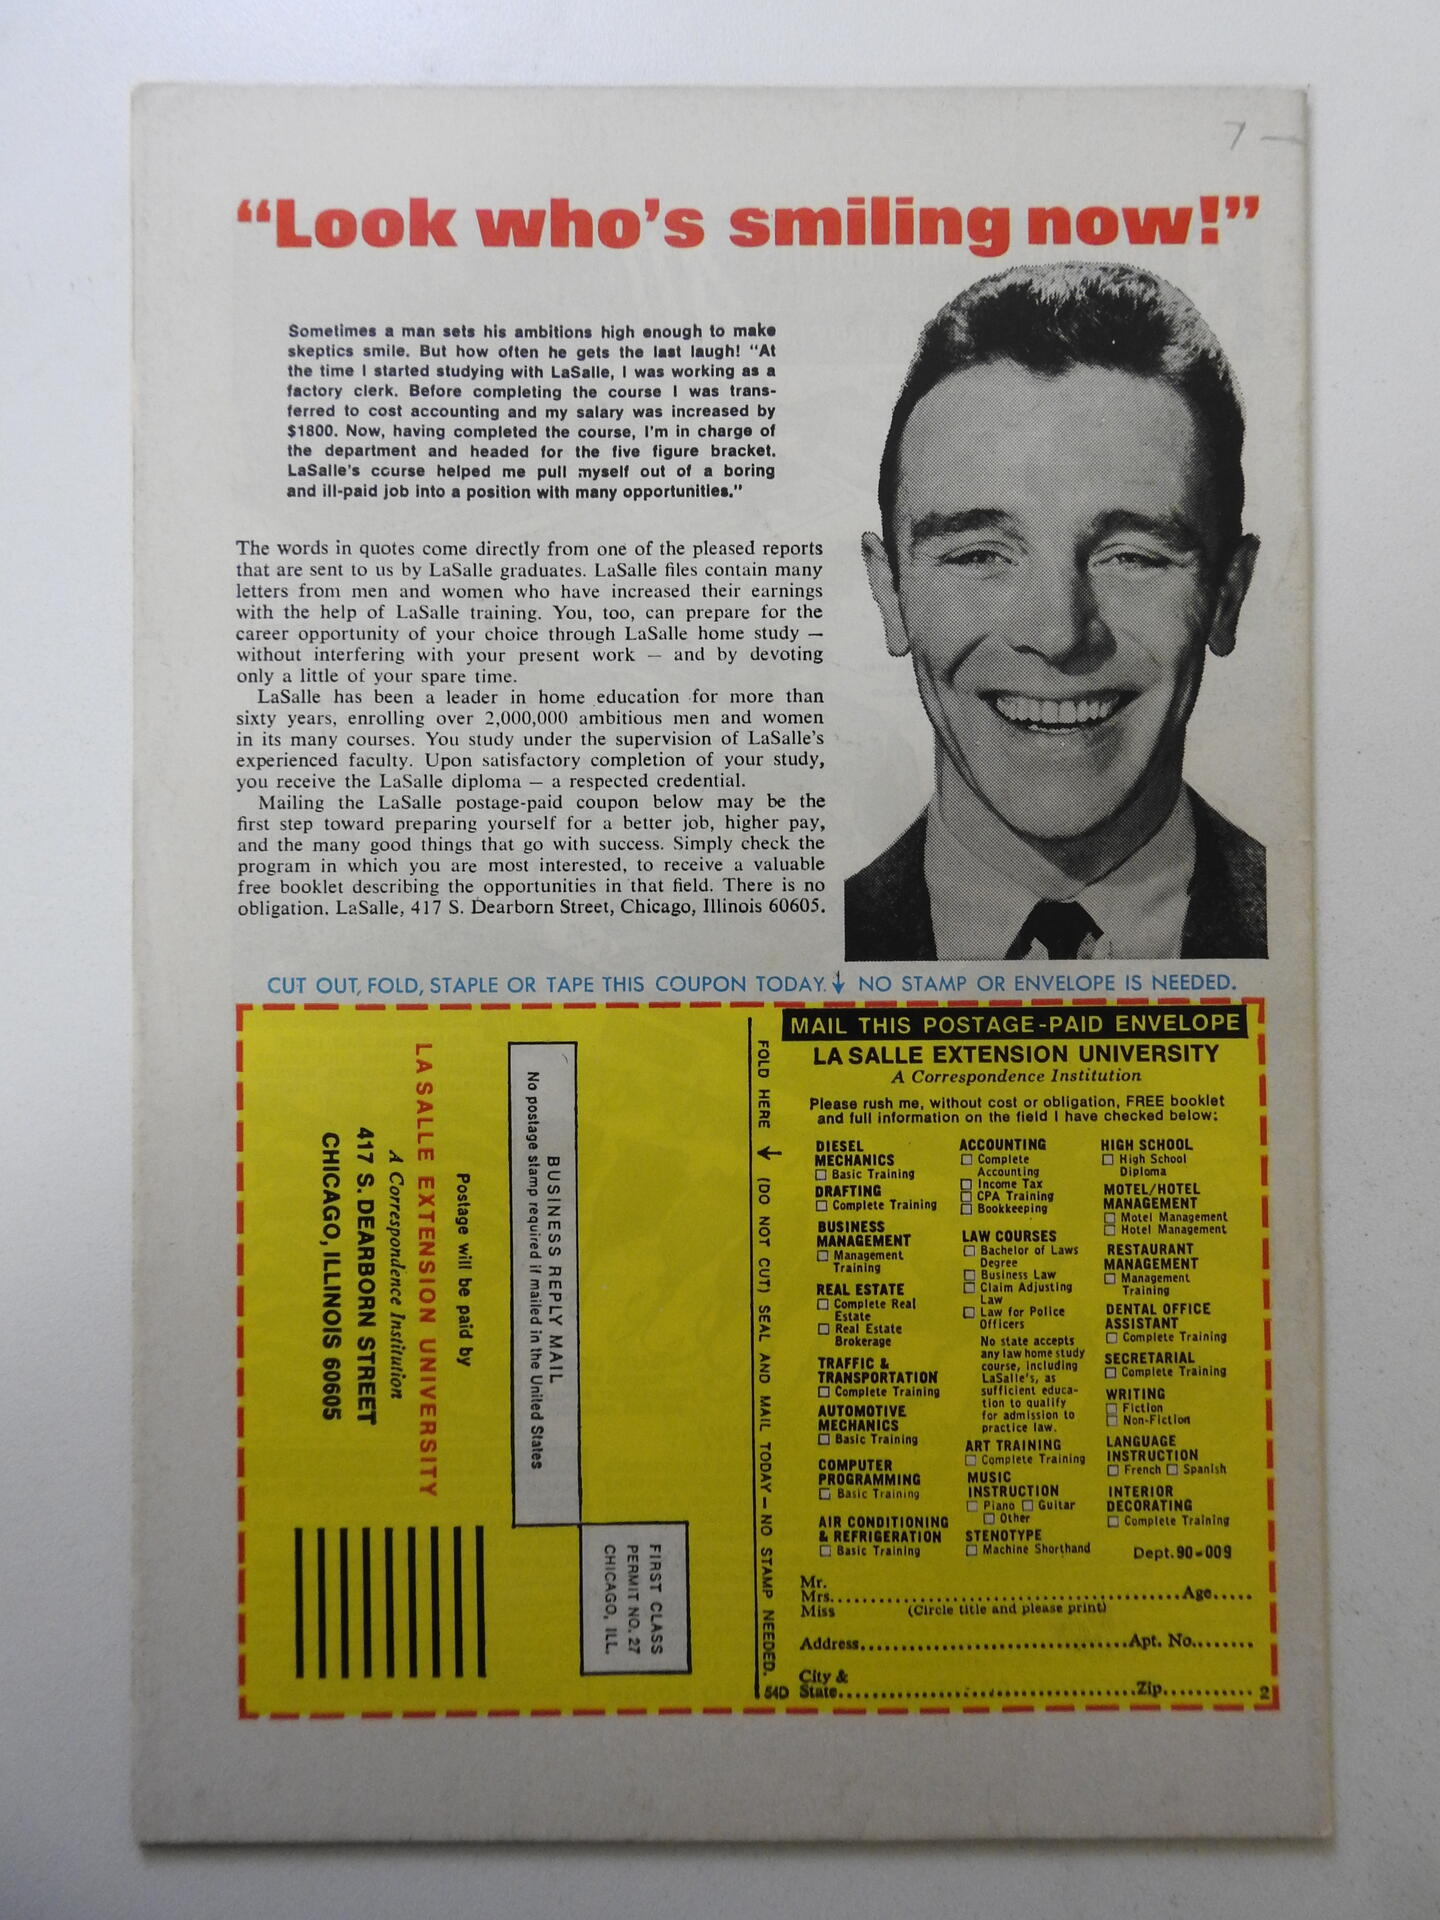 7 –
“Look who’s smiling now!”
Sometimes a man sets his ambitions high enough to make
skeptics smile. But how often he gets the last laugh! “At
the time I started studying with LaSalle, I was working as a
factory clerk. Before completing the course I was trans-
ferred to cost accounting and my salary was increased by
$1800. Now, having completed the course, I’m in charge of
the department and headed for the five figure bracket.
LaSalle’s course helped me pull myself out of a boring
and ill-paid job into a position with many opportunities.”
The words in quotes come directly from one of the pleased reports
that are sent to us by LaSalle graduates. LaSalle files contain many
letters from men and women who have increased their earnings
with the help of LaSalle training. You, too, can prepare for the
career opportunity of your choice through LaSalle home study —
without interfering with your present work — and by devoting
only a little of your spare time.
LaSalle has been a leader in home education for more than
sixty years, enrolling over 2,000,000 ambitious men and women
in its many courses. You study under the supervision of LaSalle’s
experienced faculty. Upon satisfactory completion of your study,
you receive the LaSalle diploma — a respected credential.
Mailing the LaSalle postage-paid coupon below may be the
first step toward preparing yourself for a better job, higher pay,
and the many good things that go with success. Simply check the
program in which you are most interested, to receive a valuable
free booklet describing the opportunities in that field. There is no
obligation. LaSalle, 417 S. Dearborn Street, Chicago, Illinois 60605.
CUT OUT, FOLD, STAPLE OR TAPE THIS COUPON TODAY. ↓ NO STAMP OR ENVELOPE IS NEEDED.
FIRST CLASS
PERMIT NO. 27
CHICAGO, ILL.
BUSINESS REPLY MAIL
No postage stamp required if mailed in the United States
Postage will be paid by
LA SALLE EXTENSION UNIVERSITY
A Correspondence Institution
417 S. DEARBORN STREET
CHICAGO, ILLINOIS 60605
FOLD HERE ↓ (DO NOT CUT) SEAL AND MAIL TODAY — NO STAMP NEEDED.
54D
MAIL THIS POSTAGE-PAID ENVELOPE
LA SALLE EXTENSION UNIVERSITY
A Correspondence Institution
Please rush me, without cost or obligation, FREE booklet
and full information on the field I have checked below:
DIESEL
MECHANICS
☐ Basic Training
DRAFTING
☐ Complete Training
BUSINESS
MANAGEMENT
☐ Management
Training
REAL ESTATE
☐ Complete Real
Estate
☐ Real Estate
Brokerage
TRAFFIC &
TRANSPORTATION
☐ Complete Training
AUTOMOTIVE
MECHANICS
☐ Basic Training
COMPUTER
PROGRAMMING
☐ Basic Training
AIR CONDITIONING
& REFRIGERATION
☐ Basic Training
ACCOUNTING
☐ Complete
Accounting
☐ Income Tax
☐ CPA Training
☐ Bookkeeping
LAW COURSES
☐ Bachelor of Laws
Degree
☐ Business Law
☐ Claim Adjusting
Law
☐ Law for Police
Officers
No state accepts
any law home study
course, including
LaSalle’s, as
sufficient educa-
tion to qualify
for admission to
practice law.
ART TRAINING
☐ Complete Training
MUSIC
INSTRUCTION
☐ Piano ☐ Guitar
☐ Other
STENOTYPE
☐ Machine Shorthand
HIGH SCHOOL
☐ High School
Diploma
MOTEL/HOTEL
MANAGEMENT
☐ Motel Management
☐ Hotel Management
RESTAURANT
MANAGEMENT
☐ Management
Training
DENTAL OFFICE
ASSISTANT
☐ Complete Training
SECRETARIAL
☐ Complete Training
WRITING
☐ Fiction
☐ Non-Fiction
LANGUAGE
INSTRUCTION
☐ French ☐ Spanish
INTERIOR
DECORATING
☐ Complete Training
Dept. 90-009
Mr.
Mrs.......................................Age.....
Miss (Circle title and please print)
Address..............................Apt. No........
City &
State.................................Zip........... 2